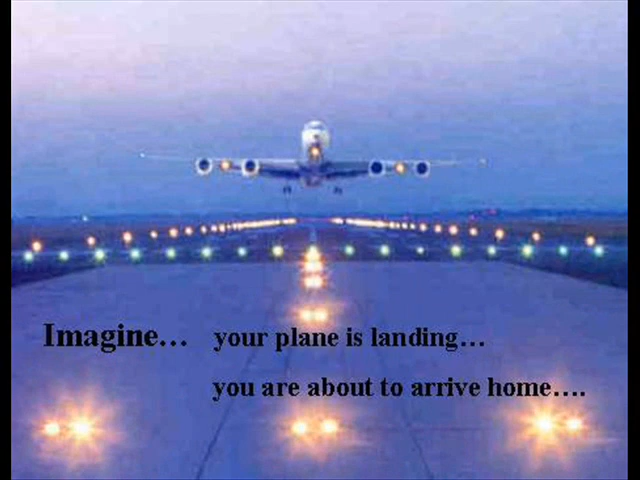 Imagine… your plane is landing…
you are about to arrive home….